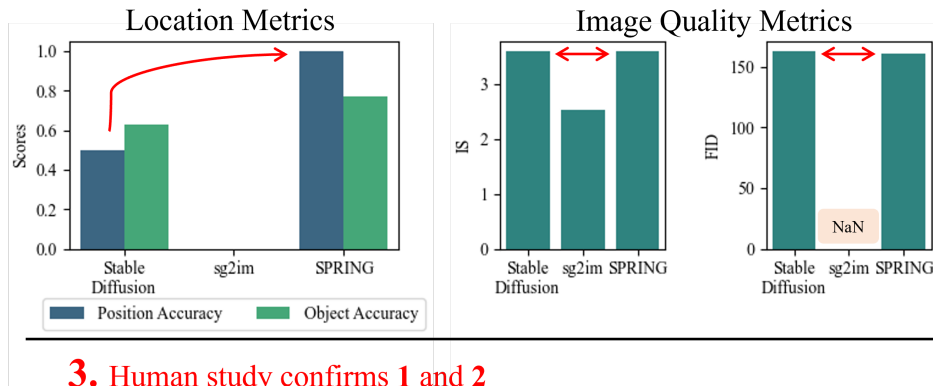 Location Metrics
Image Quality Metrics
1.0
0.8
0.6
0.4
0.2
0.0
Scores
Stable
Diffusion
sg2im
SPRING
Position Accuracy
Object Accuracy
3
2
1
0
IS
Stable
Diffusion
sg2im
SPRING
150
100
50
0
FID
NaN
Stable
Diffusion
sg2im
SPRING
3. Human study confirms 1 and 2